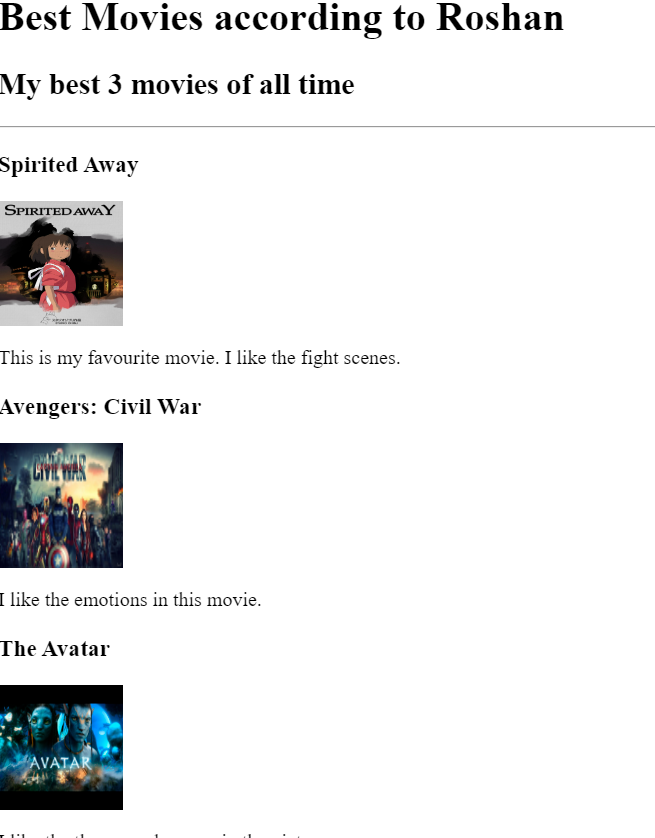 Best Movies according to Roshan
My best 3 movies of all time
Spirited Away
SPIRITED AWAY
This is my favourite movie. I like the fight scenes.
Avengers: Civil War
CIVIL WAR
I like the emotions in this movie.
The Avatar
AVATAR